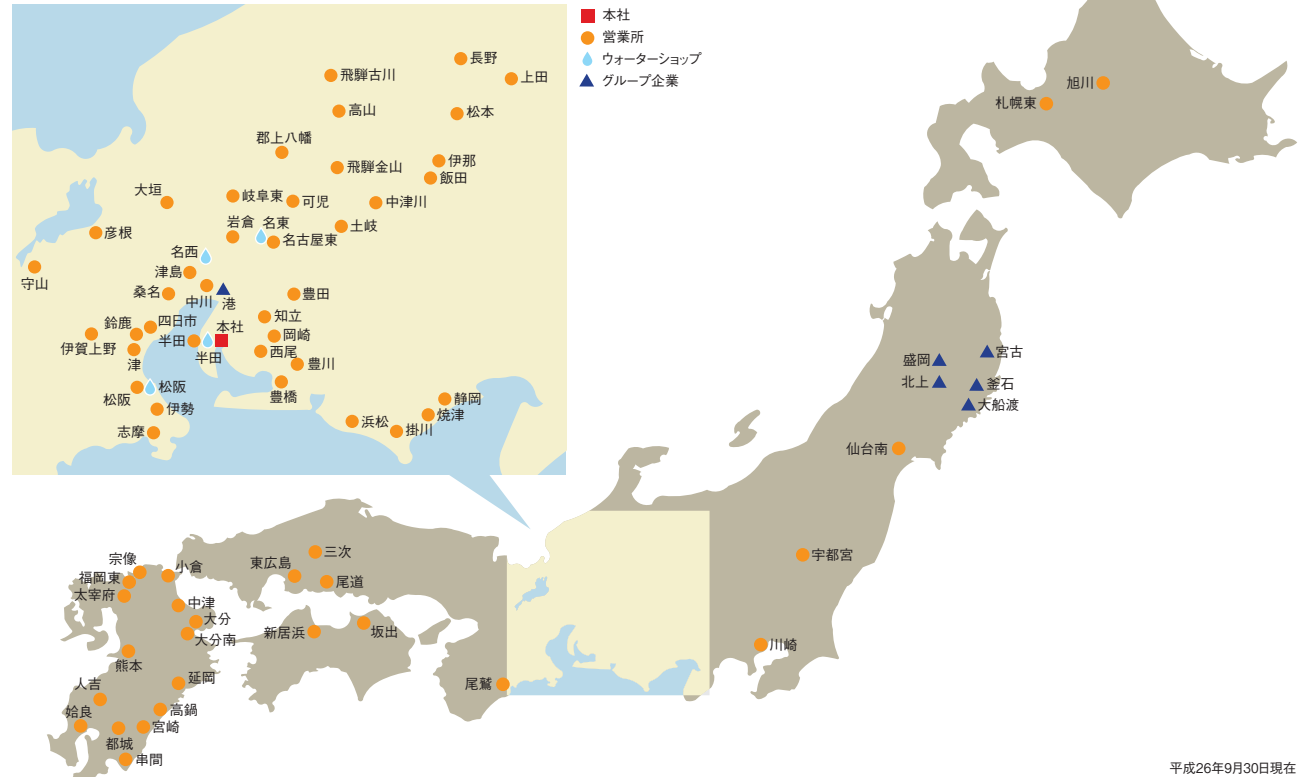 本社
営業所
ウォーターショップ
グループ企業
長野
上田
飛騨古川
高山
松本
郡上八幡
飛騨金山
伊那
飯田
大垣
岐阜東
可児
中津川
土岐
岩倉
名東
名古屋東
彦根
名西
守山
津島
桑名
中川
港
豊田
四日市
鈴鹿
伊賀上野
津
半田
半田
本社
知立
岡崎
西尾
豊川
豊橋
松阪
松阪
伊勢
志摩
静岡
焼津
浜松
掛川
旭川
札幌東
盛岡
宮古
北上
釜石
大船渡
仙台南
宇都宮
川崎
尾鷲
三次
東広島
尾道
新居浜
坂出
宗像
小倉
福岡東
太宰府
中津
大分
大分南
熊本
延岡
人吉
高鍋
姶良
宮崎
都城
串間
平成26年9月30日現在